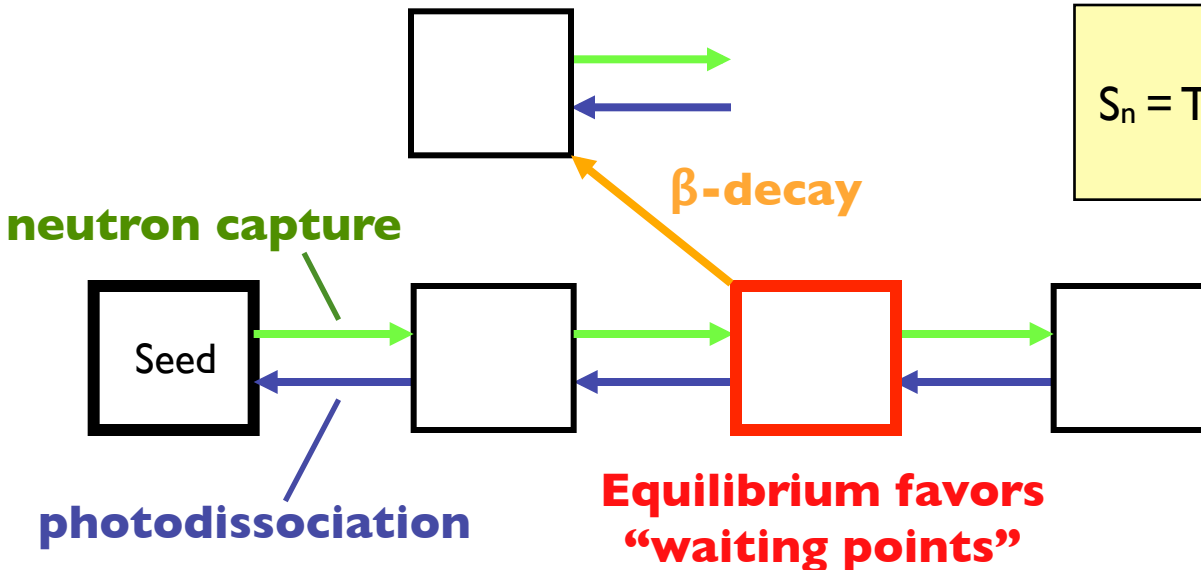 Sₙ = T
β-decay
neutron capture
Seed
photodissociation
Equilibrium favors
“waiting points”